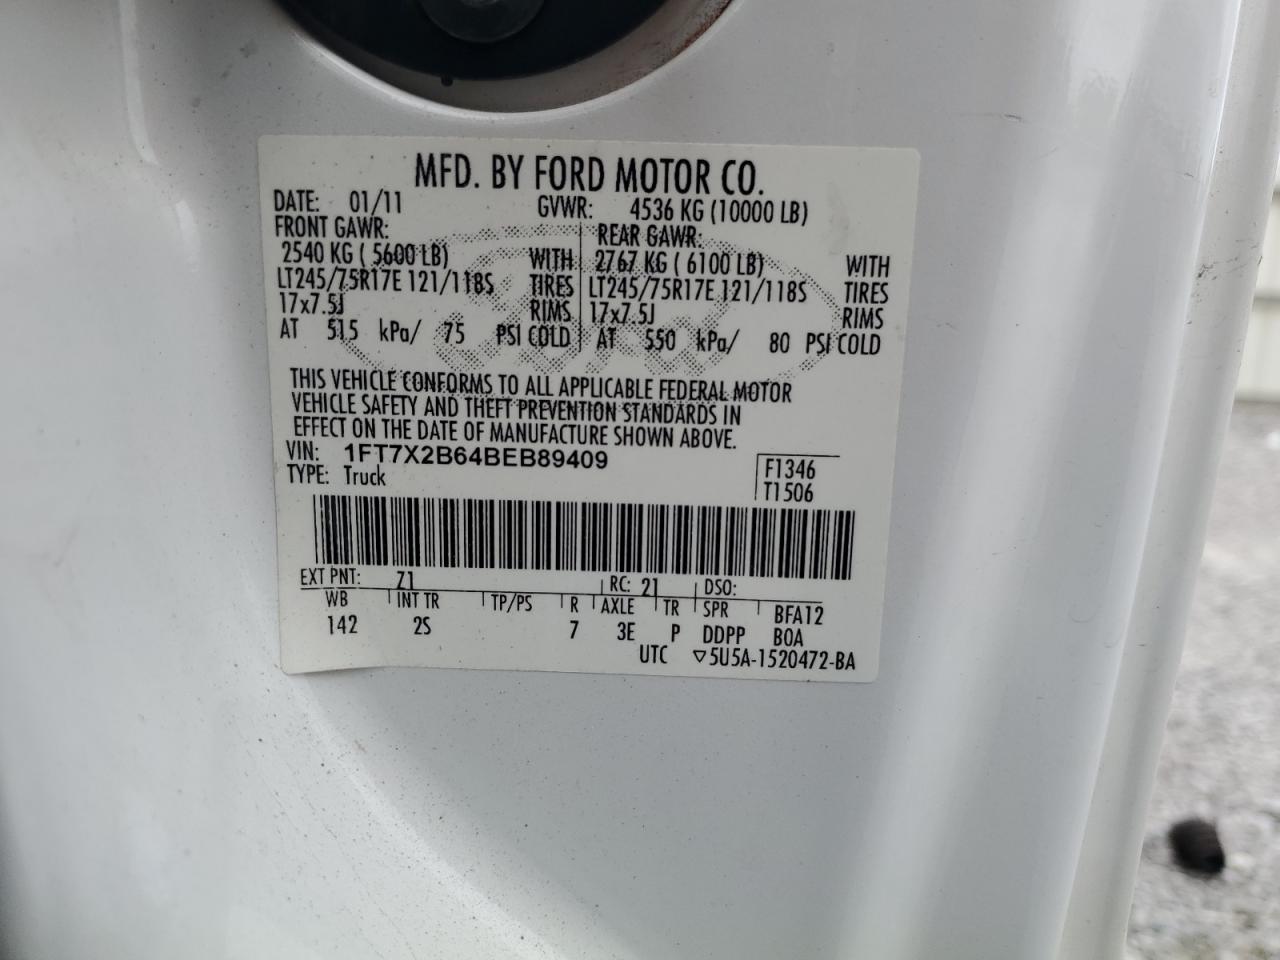 MFD. BY FORD MOTOR CO.
DATE: 01/11 GVWR: 4536 KG (10000 LB)
FRONT GAWR: REAR GAWR:
2540 KG ( 5600 LB) WITH 2767 KG ( 6100 LB) WITH
LT245/75R17E 121/118S TIRES LT245/75R17E 121/118S TIRES
17x7.5J RIMS 17x7.5J RIMS
AT 515 kPa/ 75 PSI COLD AT 550 kPa/ 80 PSI COLD
THIS VEHICLE CONFORMS TO ALL APPLICABLE FEDERAL MOTOR
VEHICLE SAFETY AND THEFT PREVENTION STANDARDS IN
EFFECT ON THE DATE OF MANUFACTURE SHOWN ABOVE.
VIN: 1FT7X2B64BEB89409 F1346
TYPE: Truck T1506
EXT PNT: Z1 RC: 21 DSO:
WB INT TR TP/PS R AXLE TR SPR BFA12
142 2S 7 3E P DDPP BOA
UTC ▽5U5A-1520472-BA